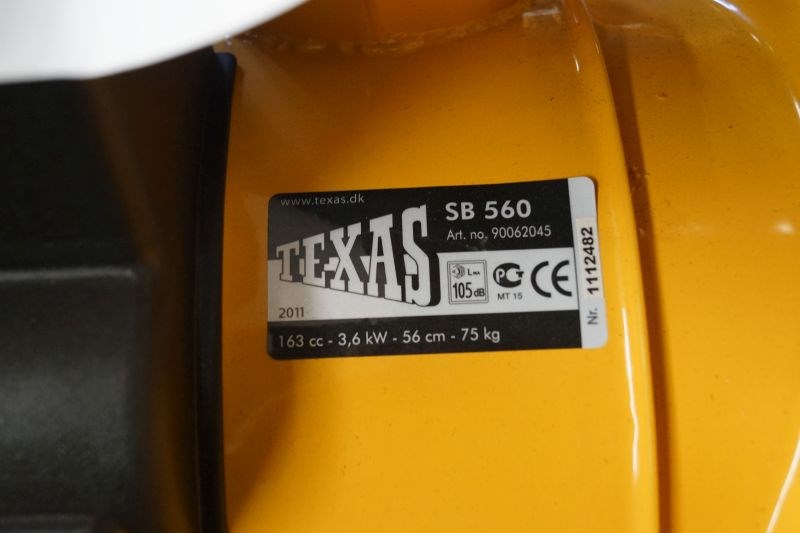 www.texas.dk
TEXAS
SB 560
Art. no. 90062045
LWA
105 dB
PG
MT 15
CE
2011
163 cc - 3,6 kW - 56 cm - 75 kg
Nr. 1112482